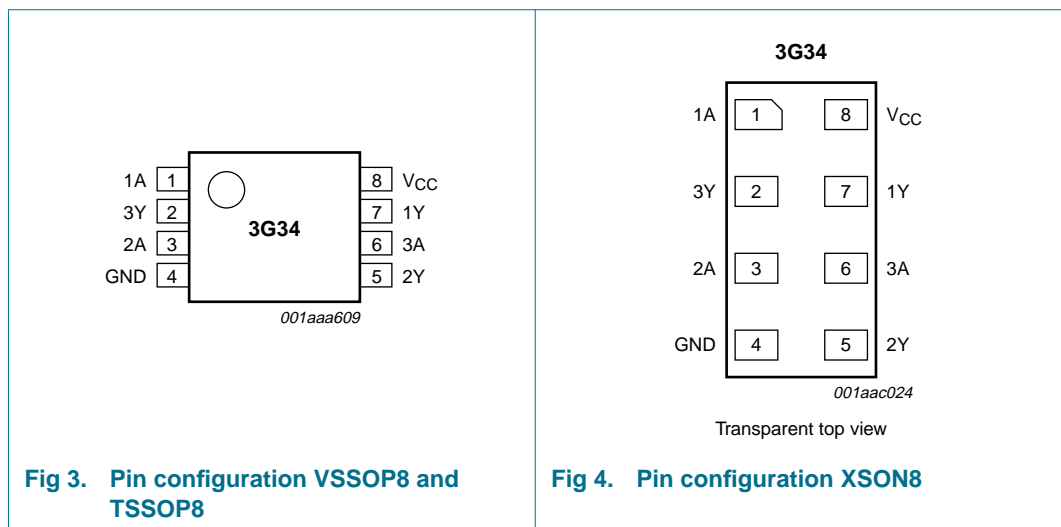 1A 1 8 VCC
3Y 2 7 1Y
3G34
2A 3 6 3A
GND 4 5 2Y
001aaa609
Fig 3. Pin configuration VSSOP8 and
TSSOP8
3G34
1A 1 8 VCC
3Y 2 7 1Y
2A 3 6 3A
GND 4 5 2Y
001aac024
Transparent top view
Fig 4. Pin configuration XSON8